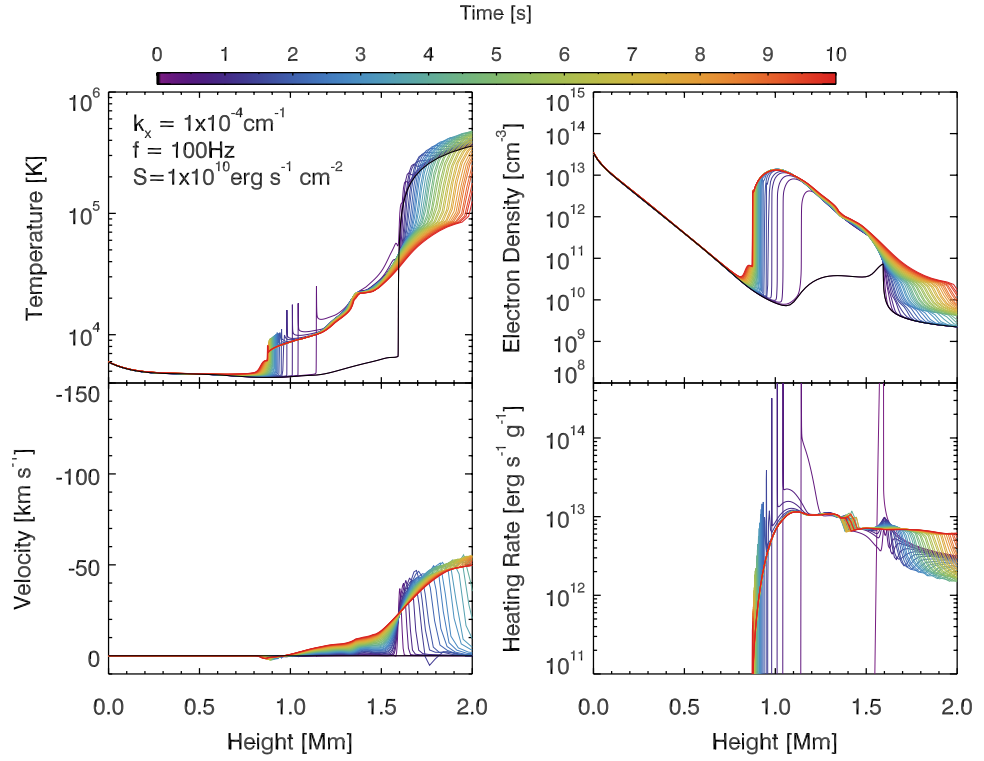 Time [s]
0 1 2 3 4 5 6 7 8 9 10
k_x = 1x10^-4 cm^-1
f = 100Hz
S=1x10^10 erg s^-1 cm^-2
Temperature [K]
10^6
10^5
10^4
Electron Density [cm^-3]
10^15
10^14
10^13
10^12
10^11
10^10
10^9
10^8
Velocity [km s^-1]
-150
-100
-50
0
Heating Rate [erg s^-1 g^-1]
10^14
10^13
10^12
10^11
0.0 0.5 1.0 1.5 2.0
Height [Mm]
0.0 0.5 1.0 1.5 2.0
Height [Mm]